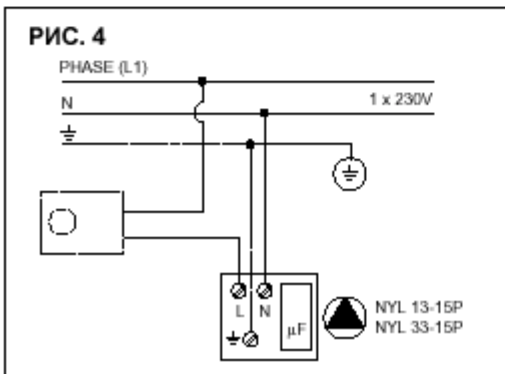 РИС. 4
PHASE (L1)
N
1 x 230V
L N
µF
NYL 13-15P
NYL 33-15P